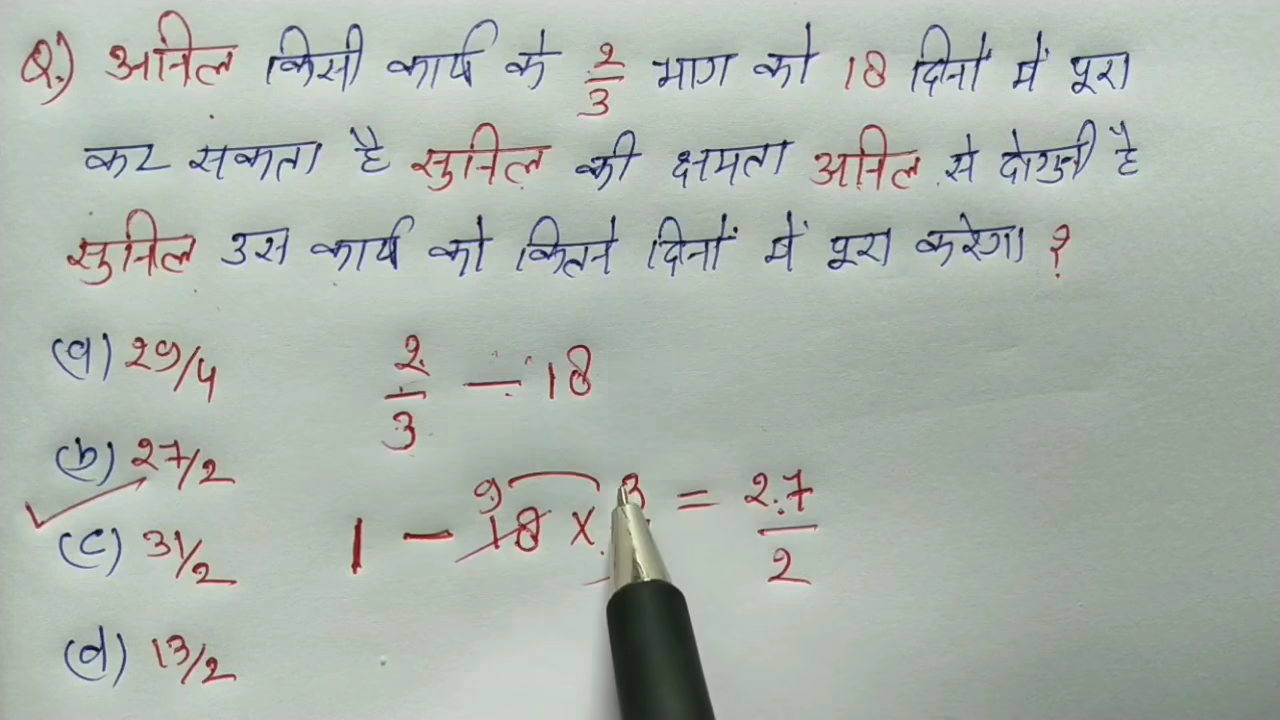 Q.) अनिल किसी कार्य के 2/3 भाग को 18 दिनों में पूरा
कर सकता है सुनिल की क्षमता अनिल से दोगुनी है
सुनिल उस कार्य को कितने दिनों में पूरा करेगा ?
(a) 29/4
2/3 — 18
(b) 27/2
1 — 18 9 × 3 = 27/2
(c) 31/2
(d) 13/2